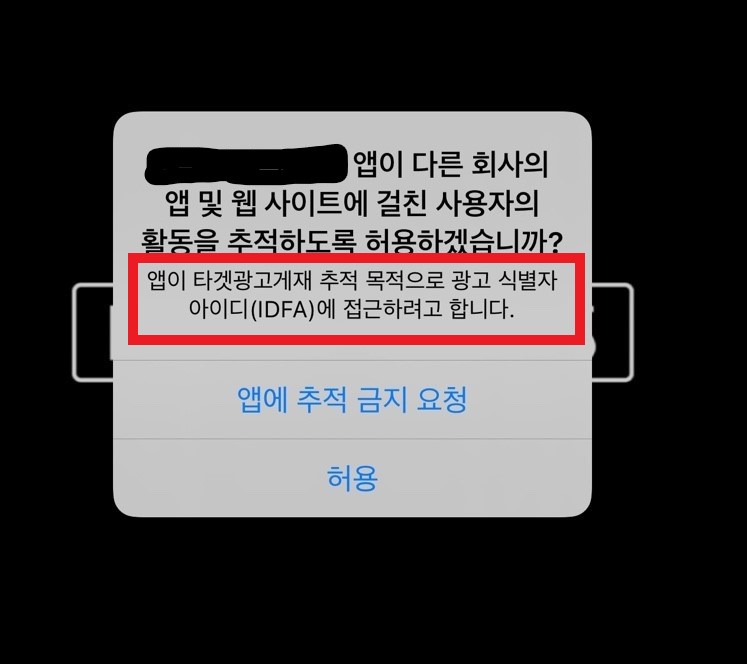 앱이 다른 회사의
앱 및 웹 사이트에 걸친 사용자의
활동을 추적하도록 허용하겠습니까?
앱이 타겟광고게재 추적 목적으로 광고 식별자
아이디(IDFA)에 접근하려고 합니다.
앱에 추적 금지 요청
허용